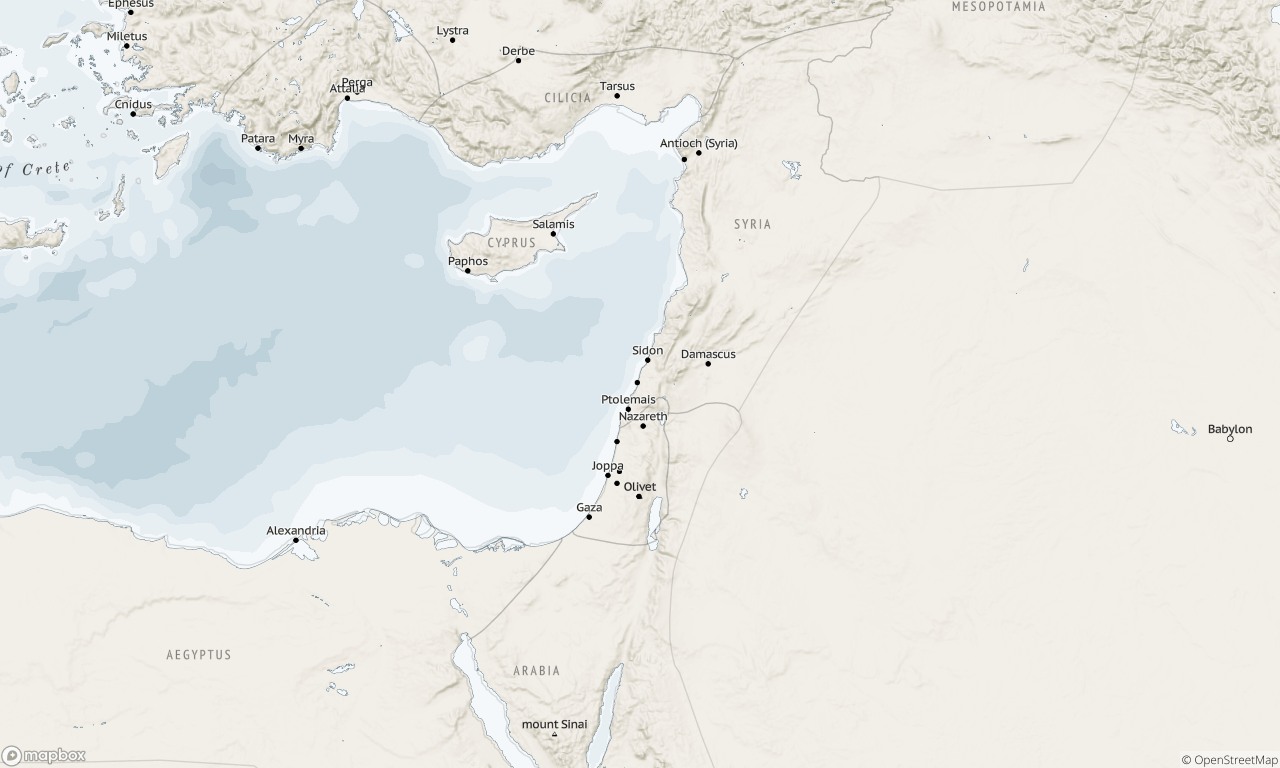 Ephesus
MESOPOTAMIA
Miletus
Lystra
Derbe
Perga
Attalia
Tarsus
CILICIA
Cnidus
Patara
Myra
Antioch (Syria)
Of Crete
Salamis
SYRIA
CYPRUS
Paphos
Sidon
Damascus
Ptolemais
Nazareth
Babylon
Joppa
Olivet
Gaza
Alexandria
AEGYPTUS
ARABIA
mount Sinai
mapbox
© OpenStreetMap